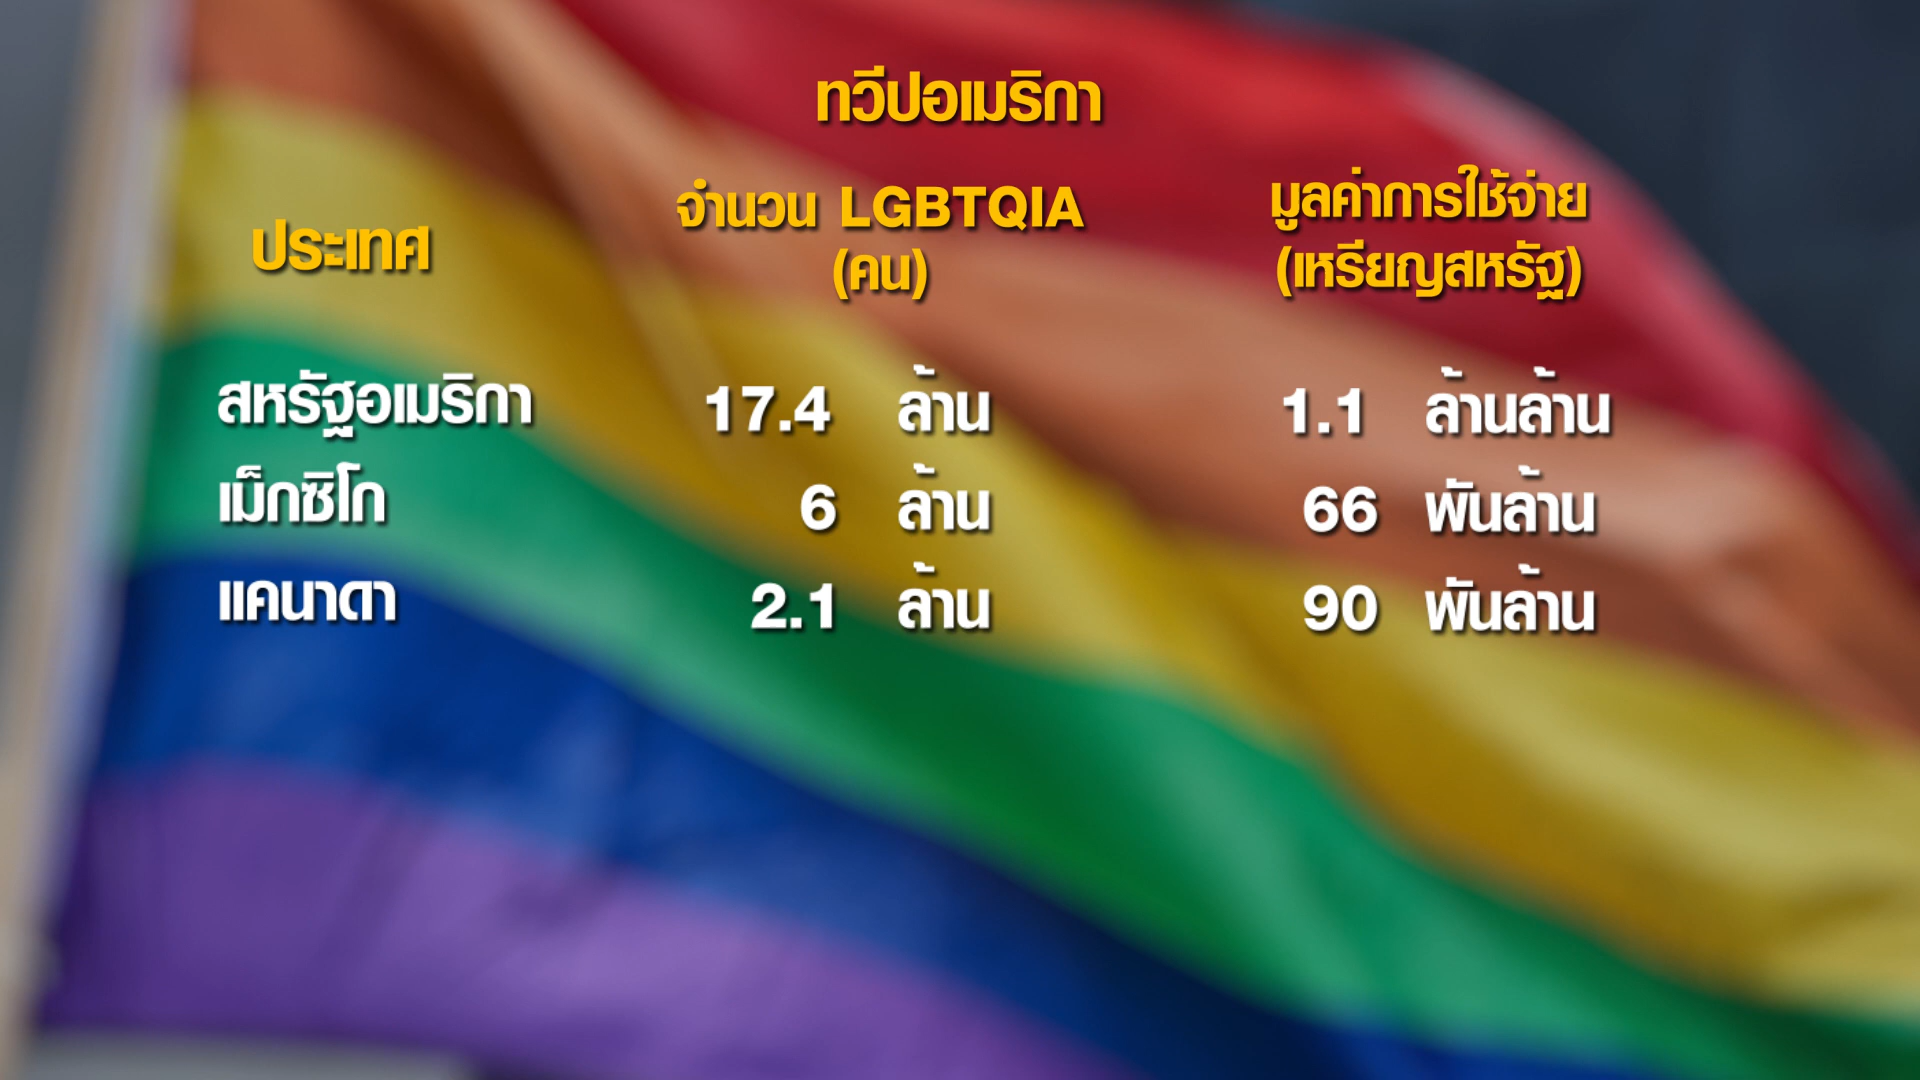 ทวีปอเมริกา
ประเทศ จำนวน LGBTQIA (คน) มูลค่าการใช้จ่าย (เหรียญสหรัฐ)
สหรัฐอเมริกา 17.4 ล้าน 1.1 ล้านล้าน
เม็กซิโก 6 ล้าน 66 พันล้าน
แคนาดา 2.1 ล้าน 90 พันล้าน